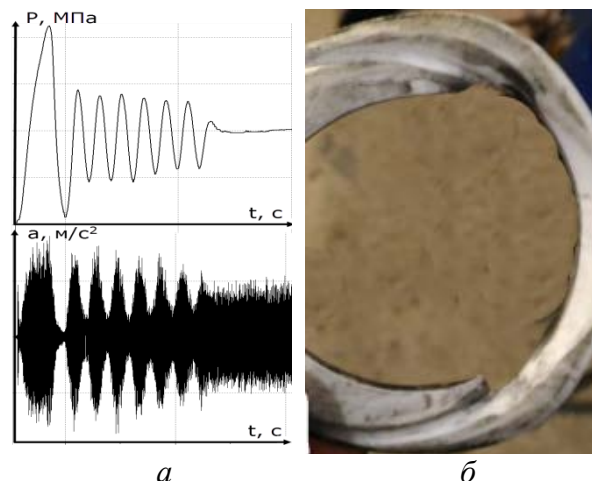 P, МПа
t, с
a, м/с²
t, с
а
б